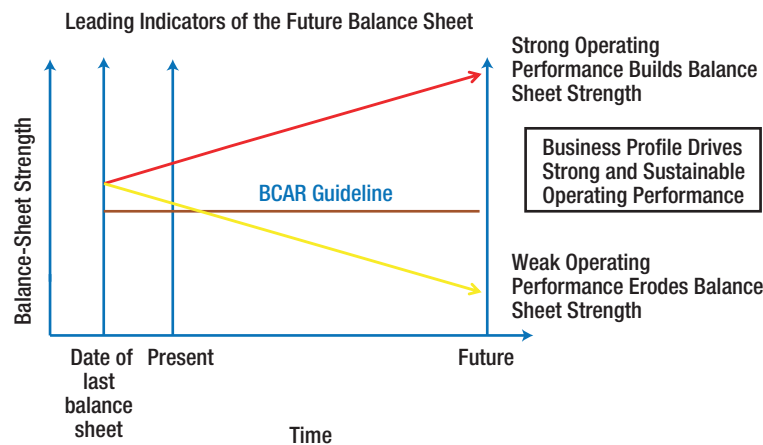 Leading Indicators of the Future Balance Sheet
Strong Operating
Performance Builds Balance
Sheet Strength
Business Profile Drives
Strong and Sustainable
Operating Performance
BCAR Guideline
Balance-Sheet Strength
Weak Operating
Performance Erodes Balance
Sheet Strength
Date of
last
balance
sheet
Present
Future
Time